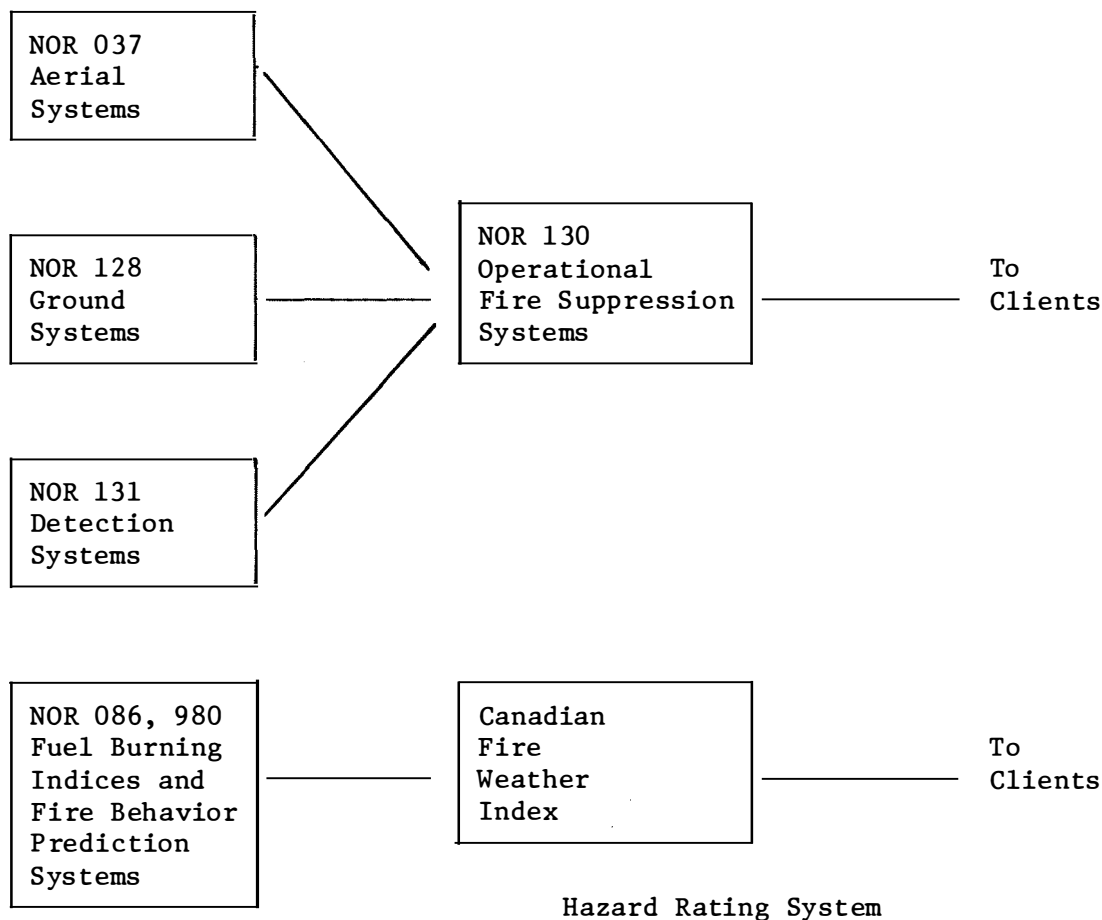 NOR 037
Aerial
Systems
NOR 128
Ground
Systems
NOR 131
Detection
Systems
NOR 130
Operational
Fire Suppression
Systems
To
Clients
NOR 086, 980
Fuel Burning
Indices and
Fire Behavior
Prediction
Systems
Canadian
Fire
Weather
Index
To
Clients
Hazard Rating System